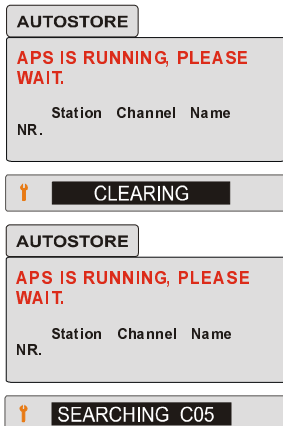 AUTOSTORE
APS IS RUNNING, PLEASE
WAIT.
Station Channel Name
NR.
CLEARING
AUTOSTORE
APS IS RUNNING, PLEASE
WAIT.
Station Channel Name
NR.
SEARCHING C05